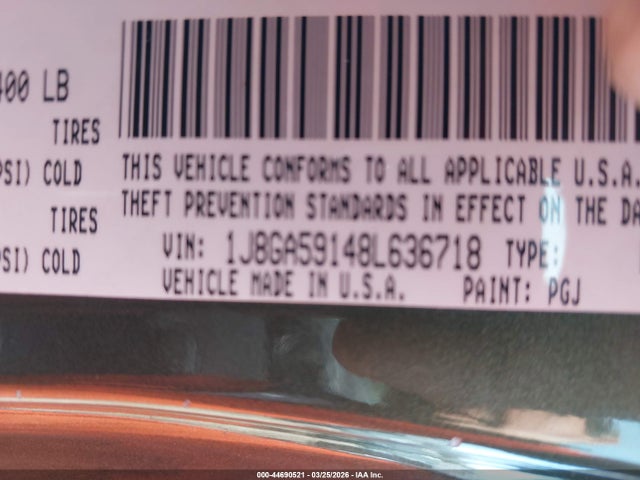 400 LB
TIRES
PSI) COLD
TIRES
PSI) COLD
THIS VEHICLE CONFORMS TO ALL APPLICABLE U.S.A.
THEFT PREVENTION STANDARDS IN EFFECT ON THE DA
VIN: 1J8GA59148L636718 TYPE:
VEHICLE MADE IN U.S.A. PAINT: PGJ
000-44690521 - 03/25/2026 - IAA Inc.